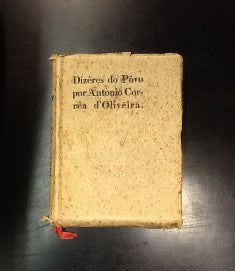 Dizêres do Pôvo
por Antonio Cor-
rêa d'Oliveira.